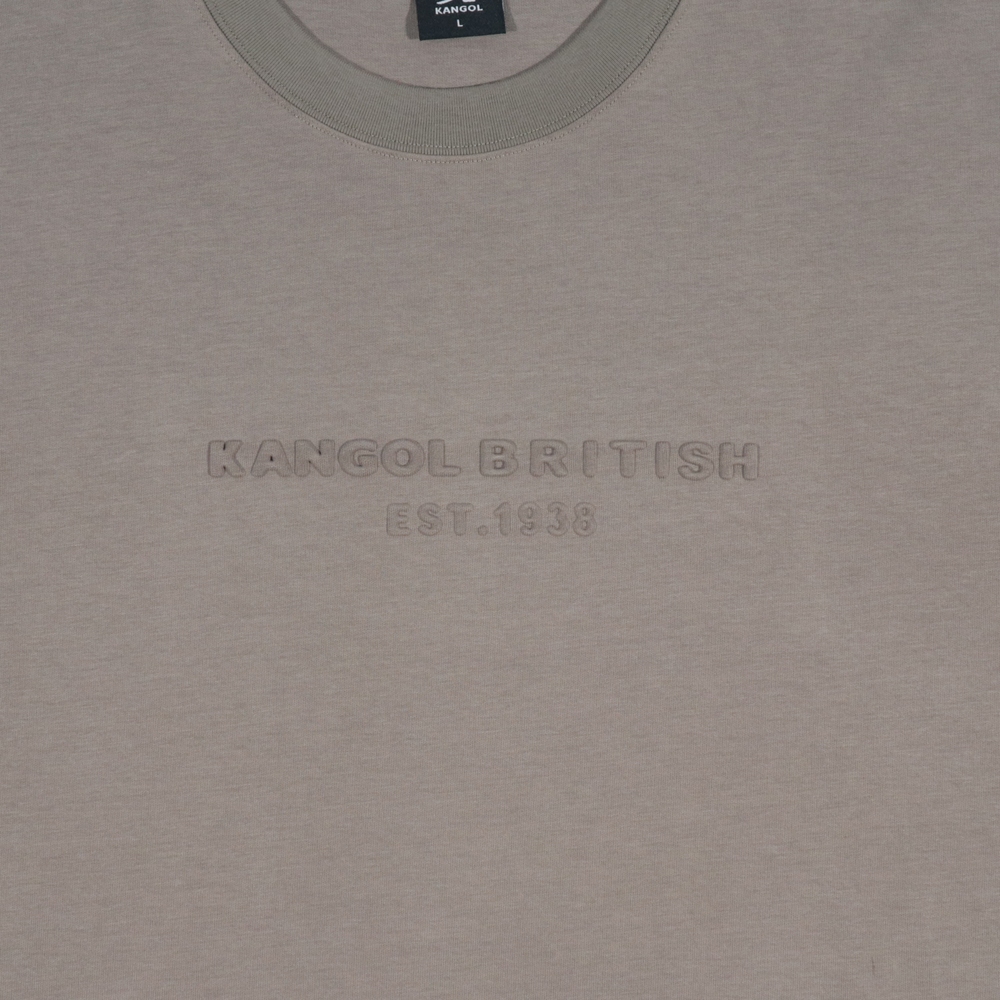 KANGOL
L
KANGOL BRITISH
EST.1938